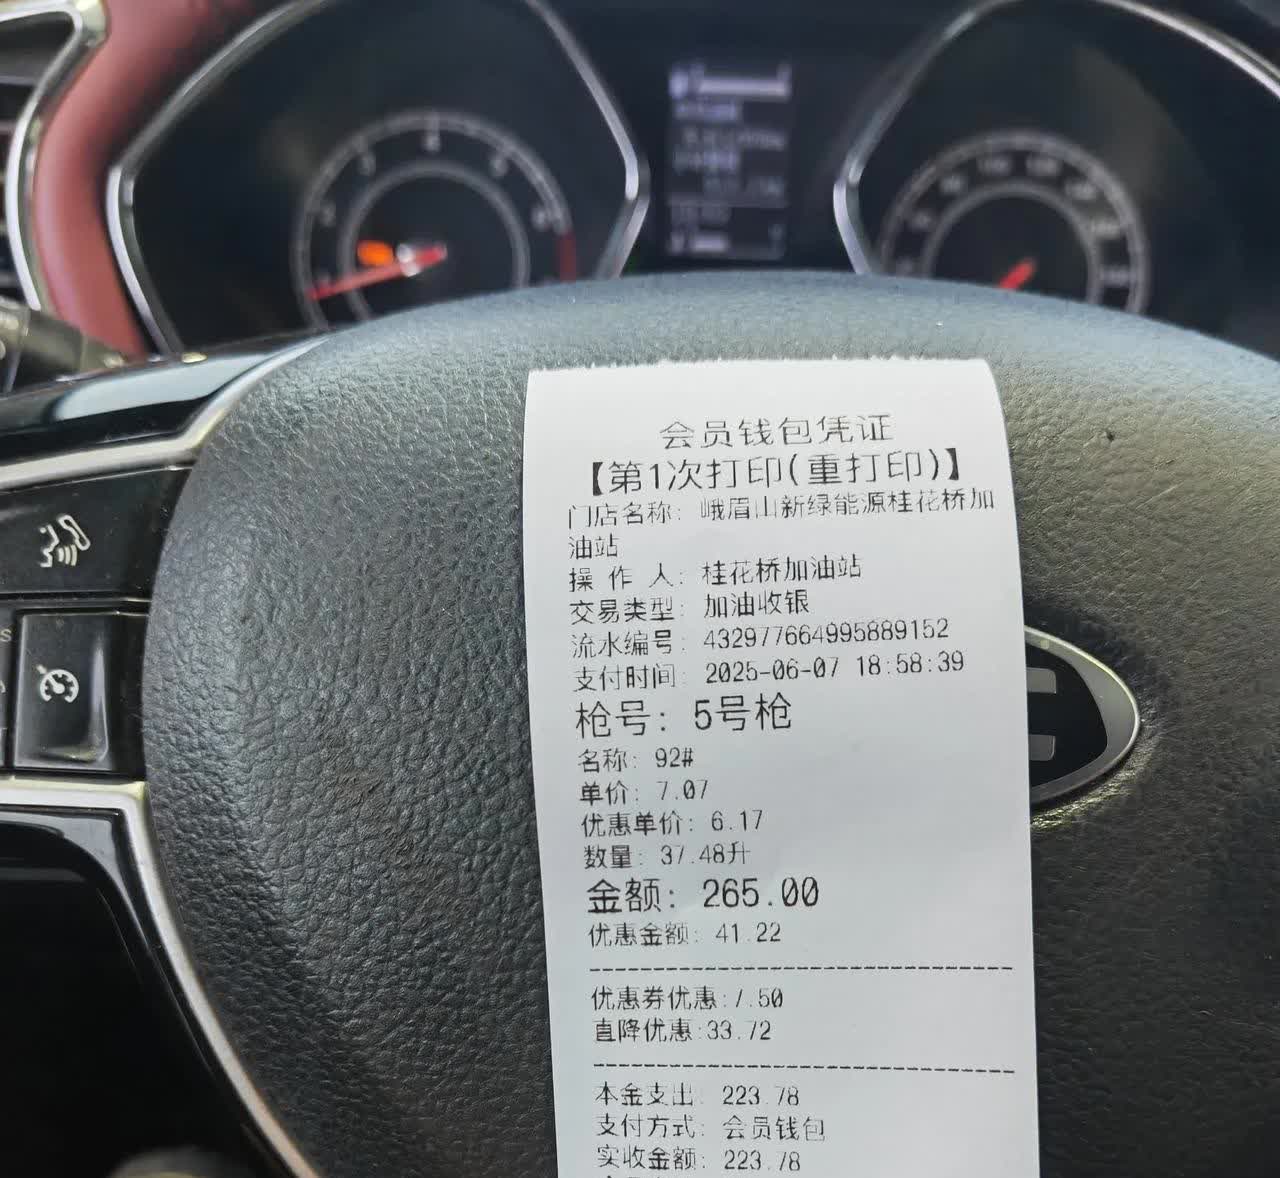 会员钱包凭证
【第1次打印(重打印)】
门店名称: 峨眉山新绿能源桂花桥加
油站
操 作 人: 桂花桥加油站
交易类型: 加油收银
流水编号: 432977664995889152
支付时间: 2025-06-07 18:58:39
枪号: 5号枪
名称: 92#
单价: 7.07
优惠单价: 6.17
数量: 37.48升
金额: 265.00
优惠金额: 41.22
优惠券优惠:7.50
直降优惠:33.72
本金支出: 223.78
支付方式: 会员钱包
实收金额: 223.78